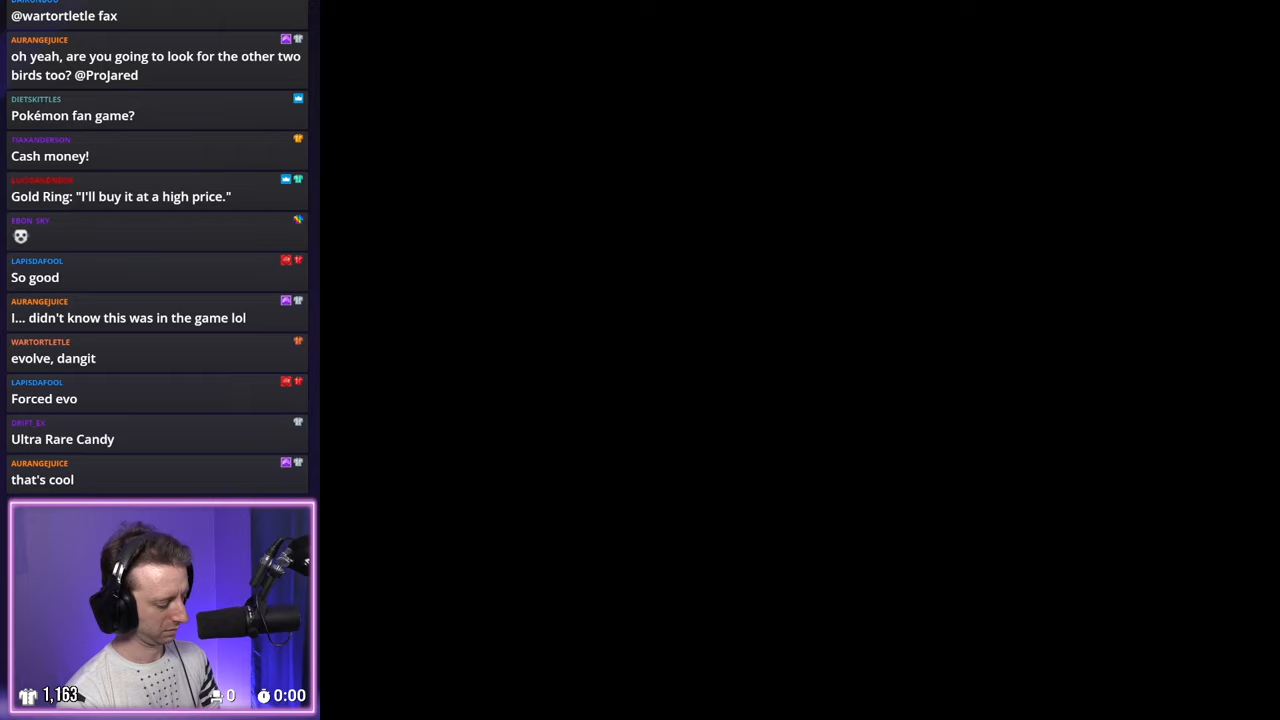 @wartortletle fax
AURANGEJUICE
oh yeah, are you going to look for the other two
birds too? @ProJared
DIETSKITTLES
Pokémon fan game?
TIAKANDERSON
Cash money!
Gold Ring: "I'll buy it at a high price."
EBON_SKY
LAPISDAFOOL
So good
AURANGEJUICE
I... didn't know this was in the game lol
WARTORTLETLE
evolve, dangit
LAPISDAFOOL
Forced evo
DRIFT_EX
Ultra Rare Candy
AURANGEJUICE
that's cool
1,163 0 0:00